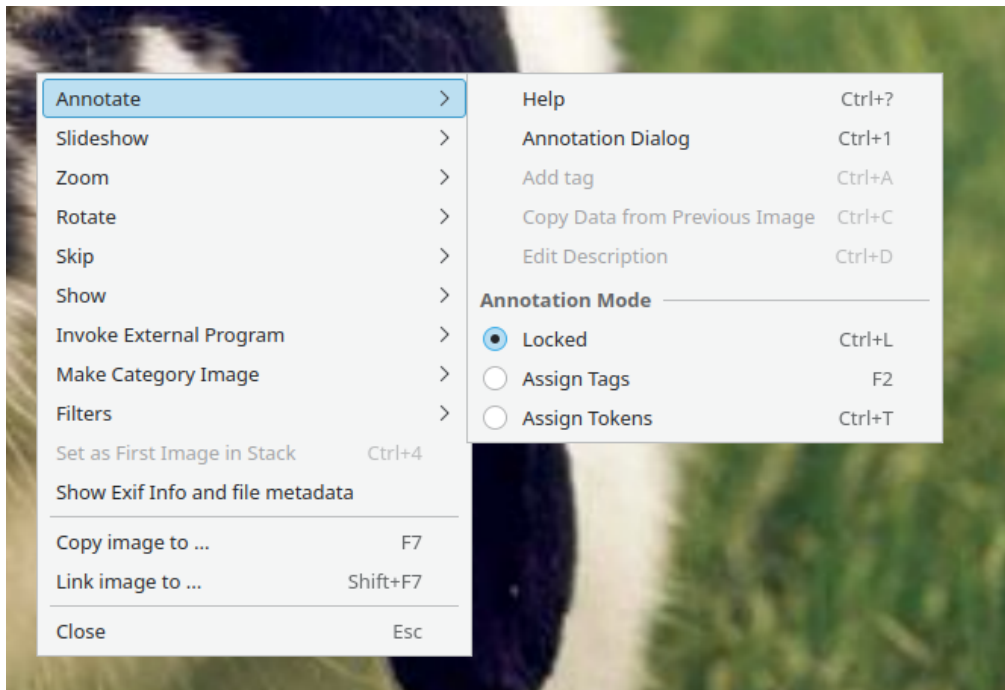 Annotate
Slideshow
Zoom
Rotate
Skip
Show
Invoke External Program
Make Category Image
Filters
Set as First Image in Stack Ctrl+4
Show Exif Info and file metadata
Copy image to ... F7
Link image to ... Shift+F7
Close Esc
Help Ctrl+?
Annotation Dialog Ctrl+1
Add tag Ctrl+A
Copy Data from Previous Image Ctrl+C
Edit Description Ctrl+D
Annotation Mode
Locked Ctrl+L
Assign Tags F2
Assign Tokens Ctrl+T